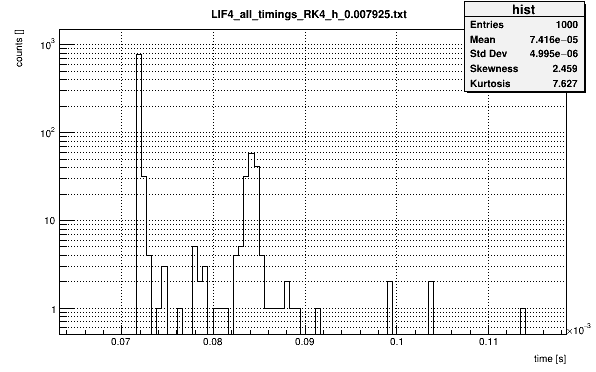 LIF4_all_timings_RK4_h_0.007925.txt
hist
Entries 1000
Mean 7.416e−05
Std Dev 4.995e−06
Skewness 2.459
Kurtosis 7.627
counts []
10³
10²
10
1
0.07 0.08 0.09 0.1 0.11
×10⁻³
time [s]